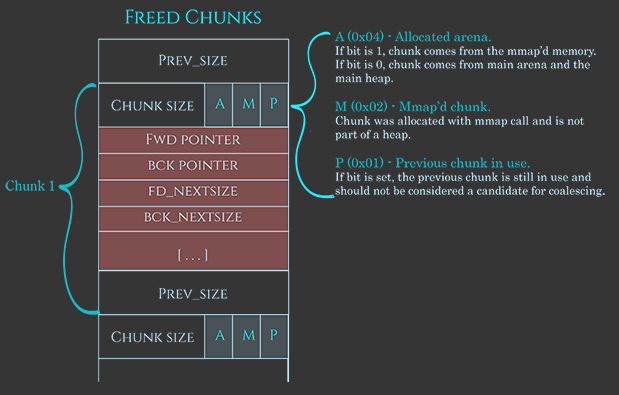 Freed Chunks
Prev_size
Chunk size A M P
Fwd pointer
bck pointer
fd_nextsize
bck_nextsize
[ . . . ]
Prev_size
Chunk size A M P
Chunk 1
A (0x04) - Allocated arena.
If bit is 1, chunk comes from the mmap'd memory.
If bit is 0, chunk comes from main arena and the
main heap.
M (0x02) - Mmap'd chunk.
Chunk was allocated with mmap call and is not
part of a heap.
P (0x01) - Previous chunk in use.
If bit is set, the previous chunk is still in use and
should not be considered a candidate for coalescing.